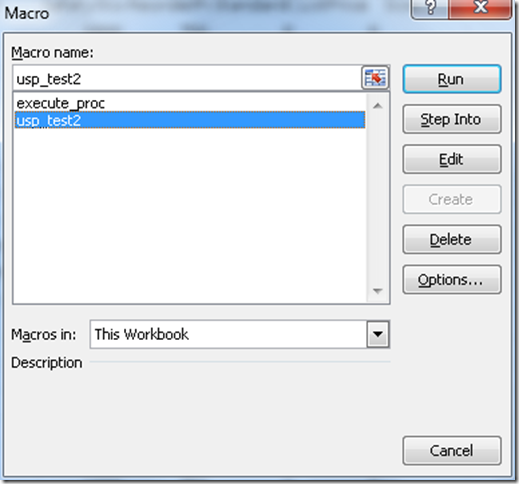 Macro
?
Macro name:
usp_test2
Run
execute_proc
usp_test2
Step Into
Edit
Create
Delete
Options...
Macros in:
This Workbook
Description
Cancel